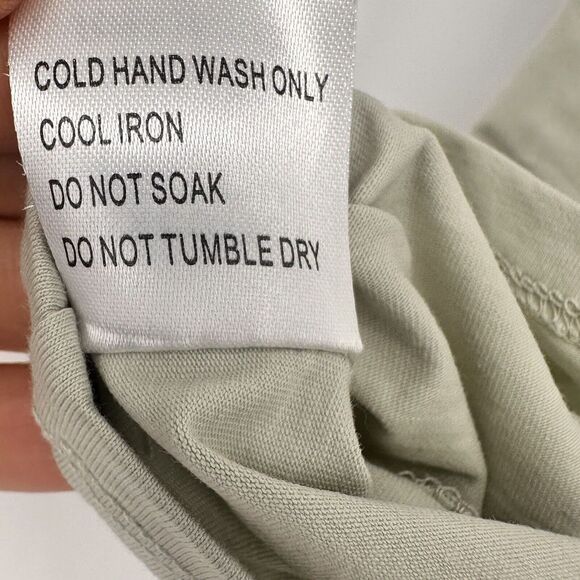 COLD HAND WASH ONLY
COOL IRON
DO NOT SOAK
DO NOT TUMBLE DRY